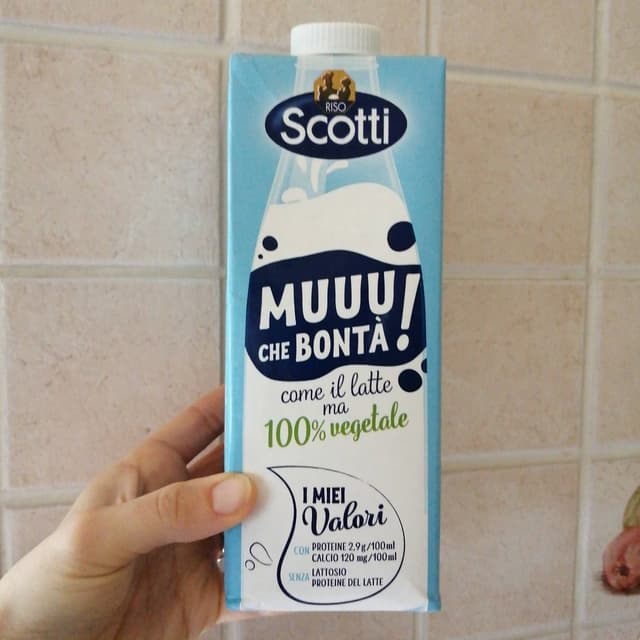 RISO
Scotti
MUUU!
CHE BONTÀ
come il latte
ma
100% vegetale
I MIEI
Valori
CON PROTEINE 2,9g/100ml
CALCIO 120 mg/100ml
SENZA LATTOSIO
PROTEINE DEL LATTE